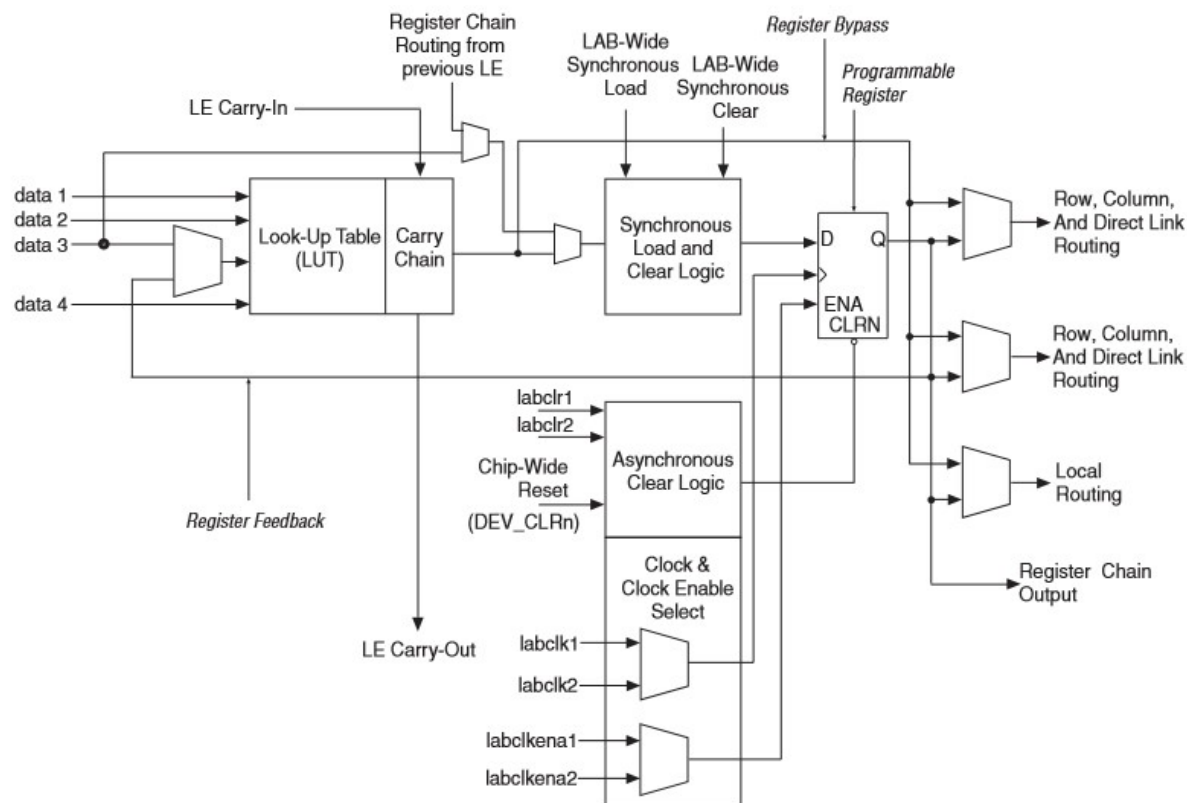 Register Chain
Routing from
previous LE
LE Carry-In
LAB-Wide
Synchronous
Load
LAB-Wide
Synchronous
Clear
Register Bypass
Programmable
Register
data 1
data 2
data 3
data 4
Look-Up Table
(LUT)
Carry
Chain
Synchronous
Load and
Clear Logic
D
Q
ENA
CLRN
Row, Column,
And Direct Link
Routing
Row, Column,
And Direct Link
Routing
Local
Routing
Register Chain
Output
Register Feedback
labclr1
labclr2
Chip-Wide
Reset
(DEV_CLRn)
Asynchronous
Clear Logic
Clock &
Clock Enable
Select
LE Carry-Out
labclk1
labclk2
labclkena1
labclkena2